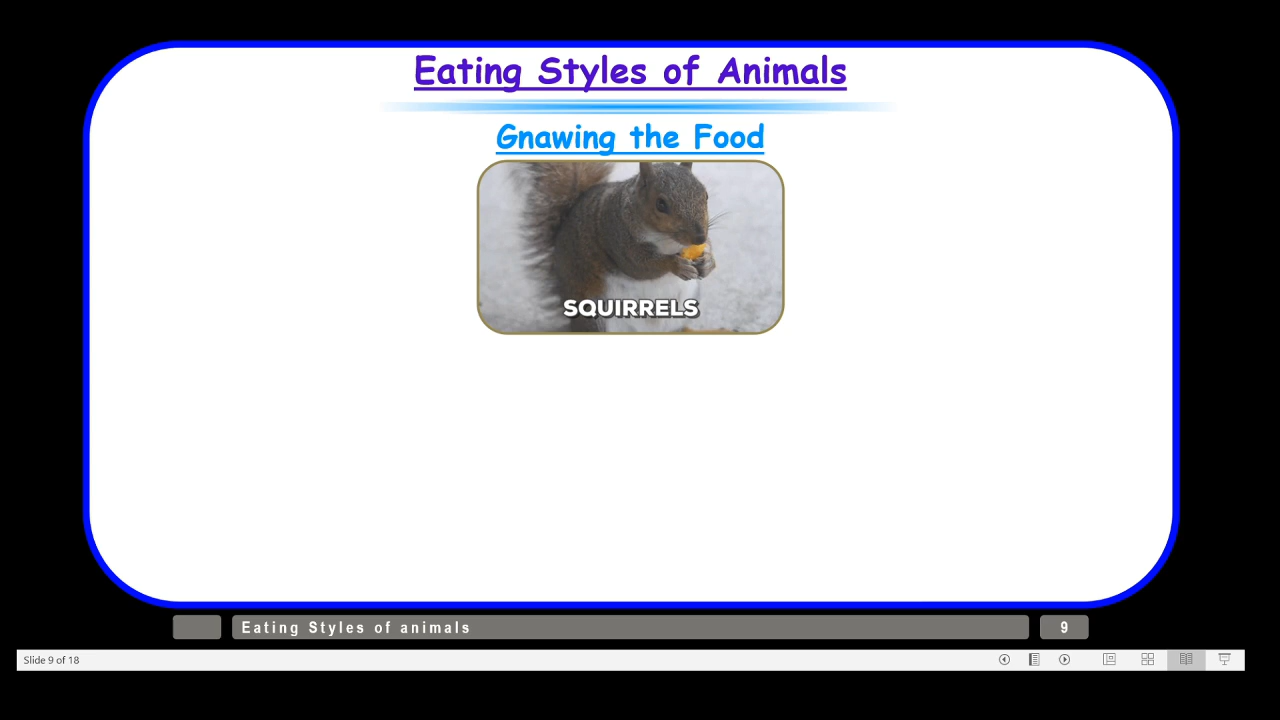 Eating Styles of Animals
Gnawing the Food
SQUIRRELS
Eating Styles of animals
9
Slide 9 of 18